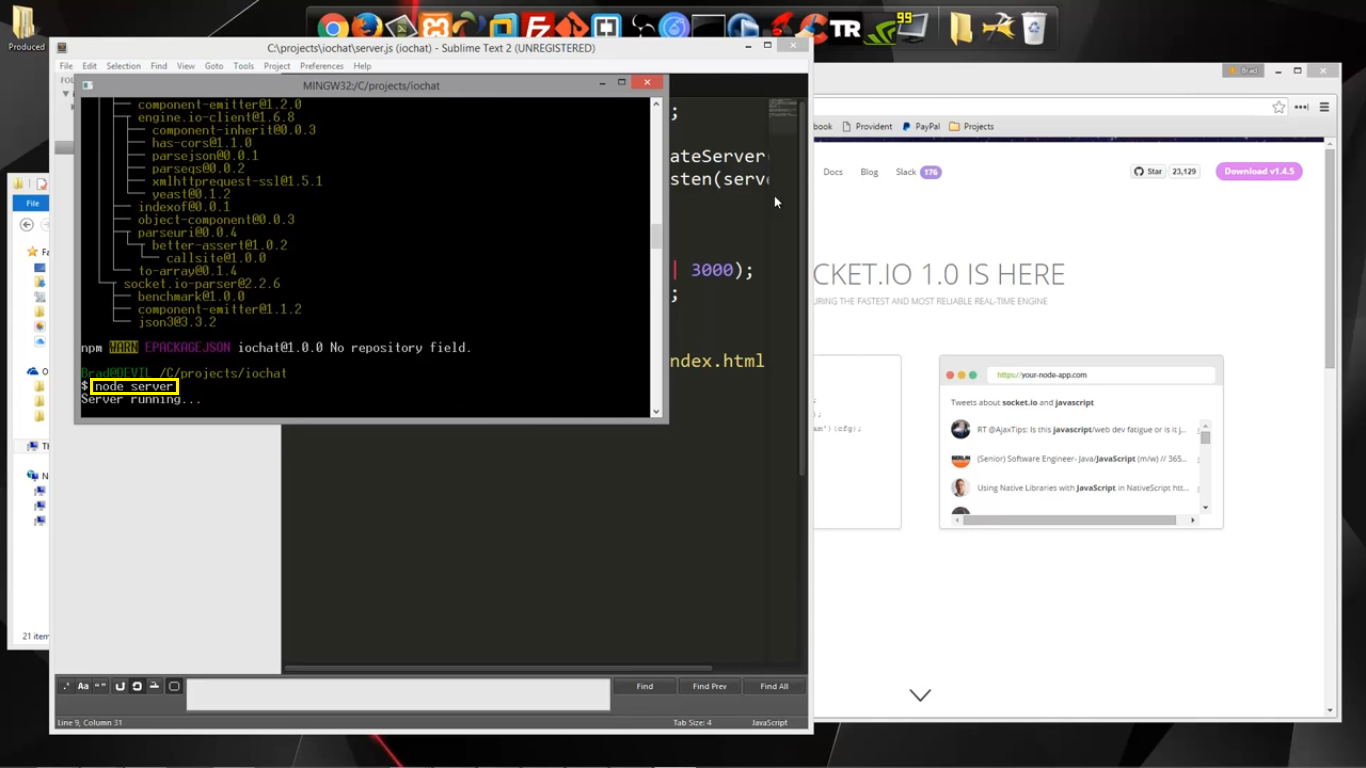 Produced
99
TR
C:\projects\iochat\server.js (iochat) - Sublime Text 2 (UNREGISTERED)
File Edit Selection Find View Goto Tools Project Preferences Help
MINGW32:/C/projects/iochat
component-emitter@1.2.0
engine.io-client@1.6.8
component-inherit@0.0.3
has-cors@1.1.0
parsejson@0.0.1
parseqs@0.0.2
xmlhttprequest-ssl@1.5.1
yeast@0.1.2
indexof@0.0.1
object-component@0.0.3
parseuri@0.0.4
better-assert@1.0.2
callsite@1.0.0
to-array@0.1.4
socket.io-parser@2.2.6
benchmark@1.0.0
component-emitter@1.1.2
json3@3.3.2
npm WARN EPACKAGEJSON iochat@1.0.0 No repository field.
Brad@DEVIL /C/projects/iochat
$ node server
Server running...
;
ateServer(
sten(serve
| 3000);
;
ndex.html
File
21 item
Find Find Prev Find All
Line 9, Column 31 Tab Size: 4 JavaScript
Brad
book Provident PayPal Projects
Docs Blog Slack 176 Star 23,129 Download v1.4.5
CKET.IO 1.0 IS HERE
URING THE FASTEST AND MOST RELIABLE REAL-TIME ENGINE
);
am')(cfg);
https://your-node-app.com
Tweets about socket.io and javascript
RT @AjaxTips: Is this javascript/web dev fatigue or is it j...
(Senior) Software Engineer- Java/JavaScript (m/w) // 365...
Using Native Libraries with JavaScript in NativeScript htt...